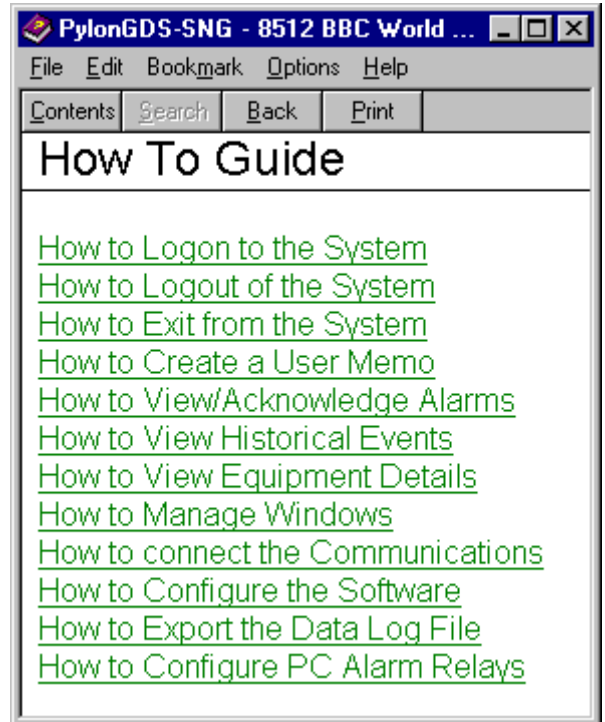 PylonGDS-SNG - 8512 BBC Wor ld ...
File Edit Bookmark Options Help
Contents Search Back Print
How To Guide
How to Logon to the System
How to Logout of the System
How to Exit from the System
How to Create a User Memo
How to View/Acknowledge Alarms
How to View Historical Events
How to View Equipment Details
How to Manage Windows
How to connect the Communications
How to Configure the Software
How to Export the Data Log File
How to Configure PC Alarm Relays